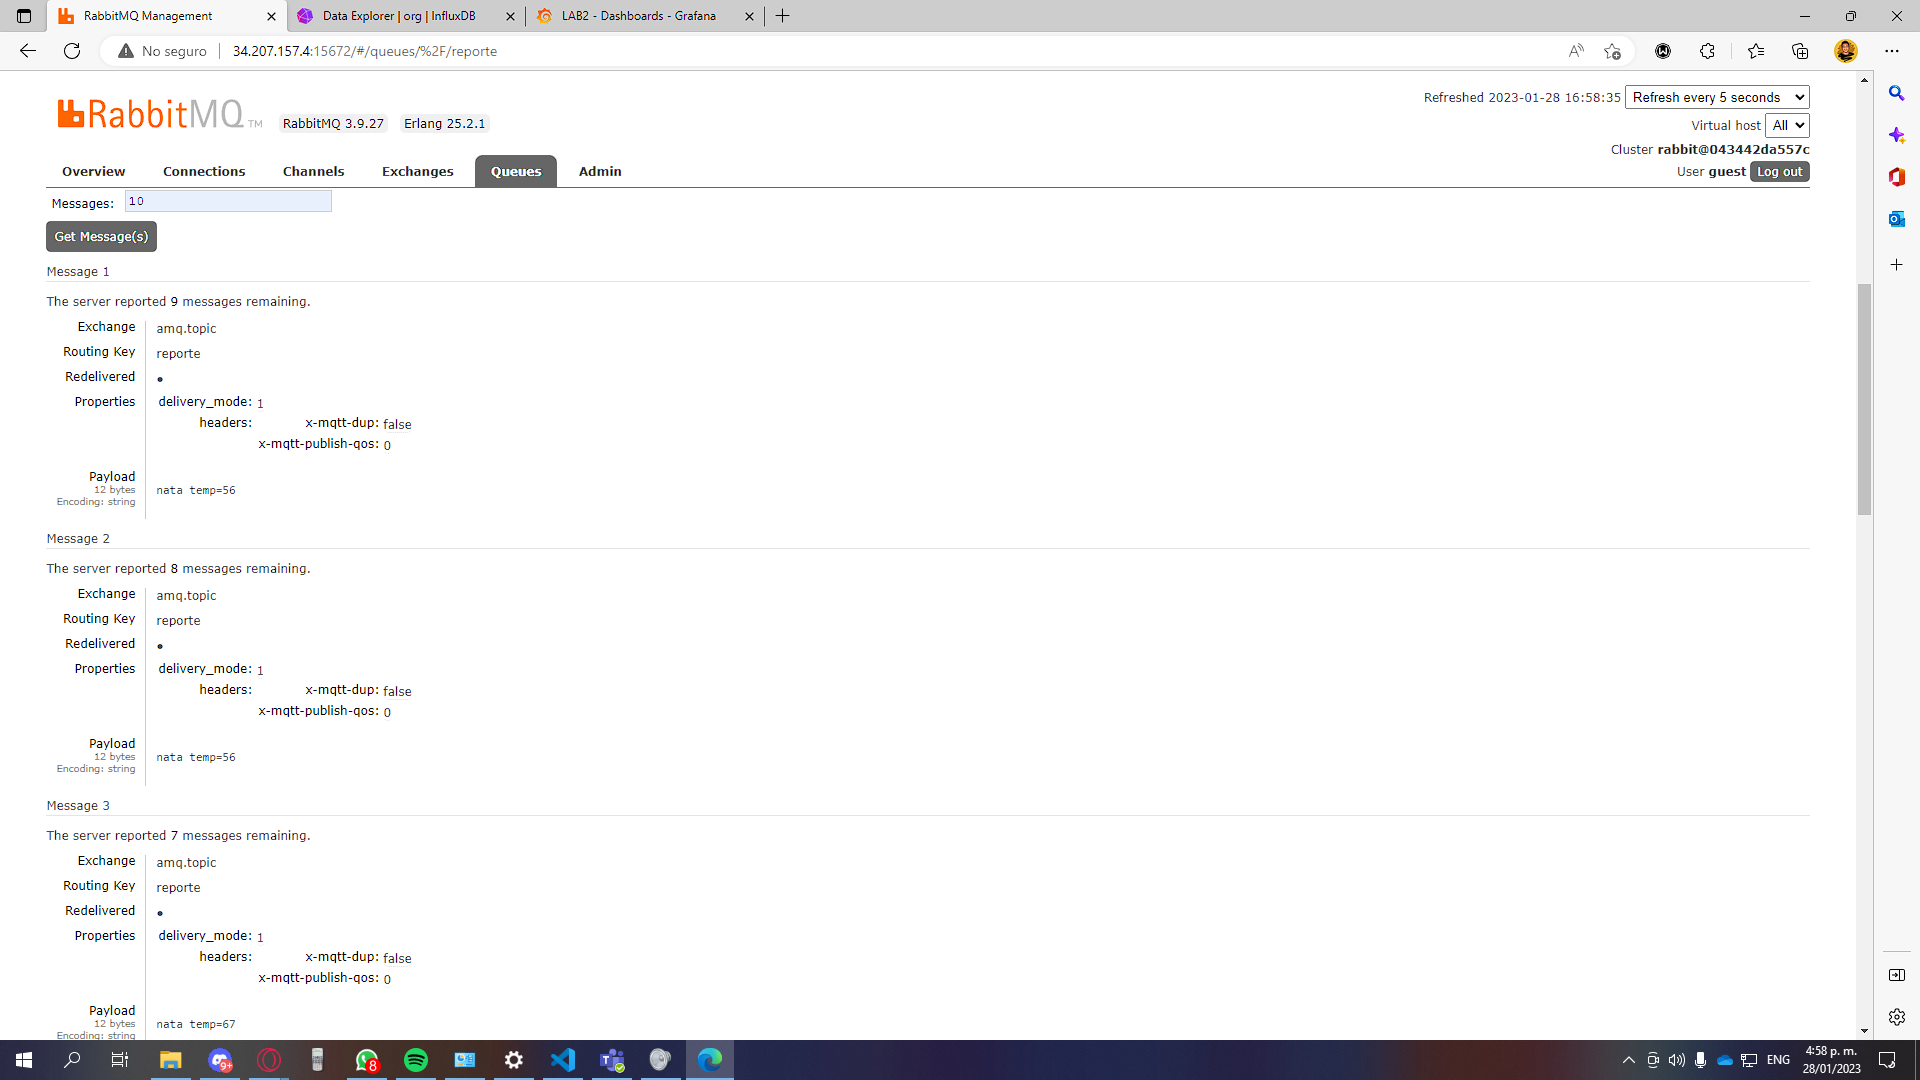 RabbitMQ Management
Data Explorer | org | InfluxDB
LAB2 - Dashboards - Grafana
No seguro
34.207.157.4:15672/#/queues/%2F/reporte
RabbitMQ TM
RabbitMQ 3.9.27
Erlang 25.2.1
Refreshed 2023-01-28 16:58:35
Refresh every 5 seconds
Virtual host
All
Cluster rabbit@043442da557c
User guest
Log out
Overview
Connections
Channels
Exchanges
Queues
Admin
Messages:
10
Get Message(s)
Message 1
The server reported 9 messages remaining.
Exchange
amq.topic
Routing Key
reporte
Redelivered
●
Properties
delivery_mode: 1
headers: x-mqtt-dup: false
x-mqtt-publish-qos: 0
Payload
12 bytes
Encoding: string
nata temp=56
Message 2
The server reported 8 messages remaining.
Exchange
amq.topic
Routing Key
reporte
Redelivered
●
Properties
delivery_mode: 1
headers: x-mqtt-dup: false
x-mqtt-publish-qos: 0
Payload
12 bytes
Encoding: string
nata temp=56
Message 3
The server reported 7 messages remaining.
Exchange
amq.topic
Routing Key
reporte
Redelivered
●
Properties
delivery_mode: 1
headers: x-mqtt-dup: false
x-mqtt-publish-qos: 0
Payload
12 bytes
Encoding: string
nata temp=67
9+
8
ENG
4:58 p. m.
28/01/2023